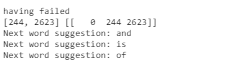 having failed
[244, 2623] [[   0  244 2623]]
Next word suggestion: and
Next word suggestion: is
Next word suggestion: of